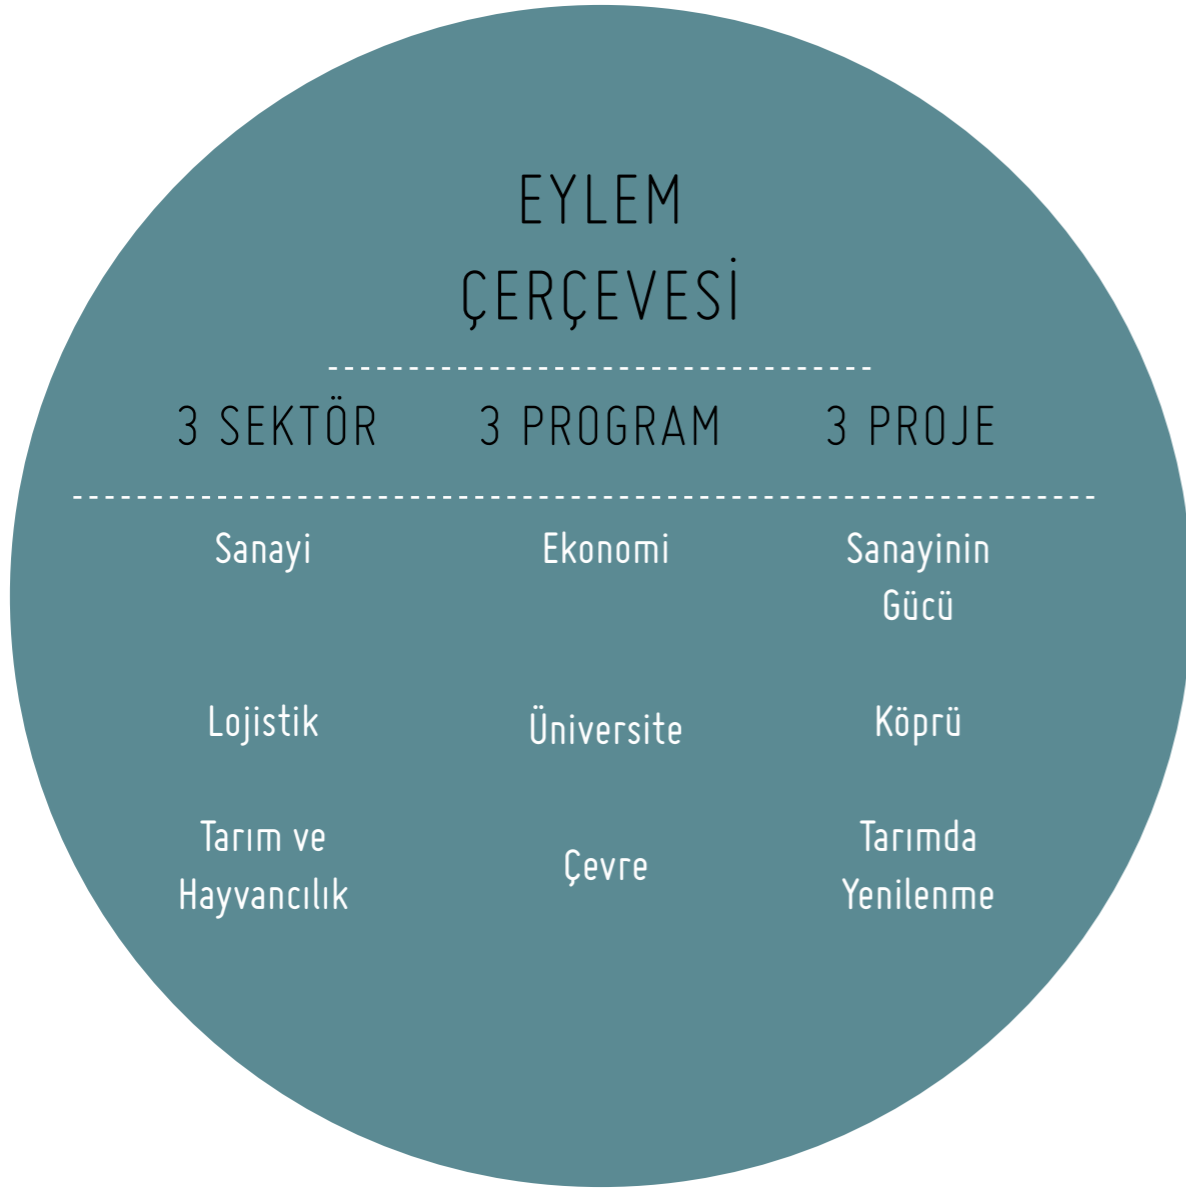 EYLEM
ÇERÇEVESİ
3 SEKTÖR 3 PROGRAM 3 PROJE
Sanayi Ekonomi Sanayinin
Gücü
Lojistik Üniversite Köprü
Tarım ve Tarımda
Çevre
Hayvancılık Yenilenme